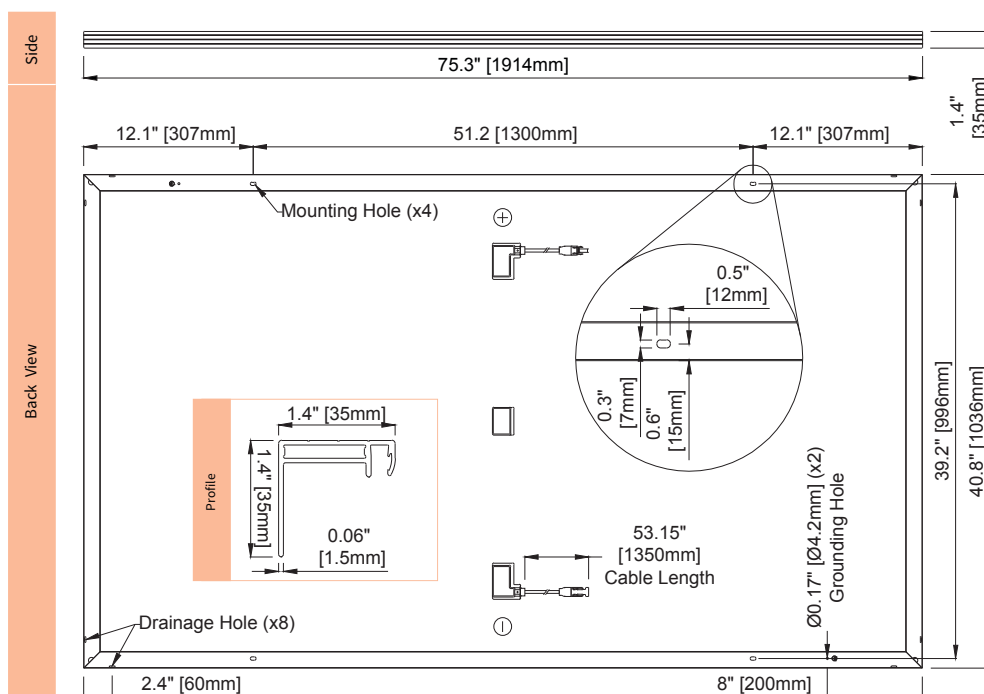 Side
75.3" [1914mm]
1.4"
[35mm]
Back View
12.1" [307mm]
51.2 [1300mm]
12.1" [307mm]
Mounting Hole (x4)
+
0.5"
[12mm]
0.3"
[7mm]
0.6"
[15mm]
39.2" [996mm]
40.8" [1036mm]
Profile
1.4" [35mm]
1.4"
[35mm]
0.06"
[1.5mm]
53.15"
[1350mm]
Cable Length
Ø0.17" [Ø4.2mm] (x2)
Grounding Hole
−
Drainage Hole (x8)
2.4" [60mm]
8" [200mm]